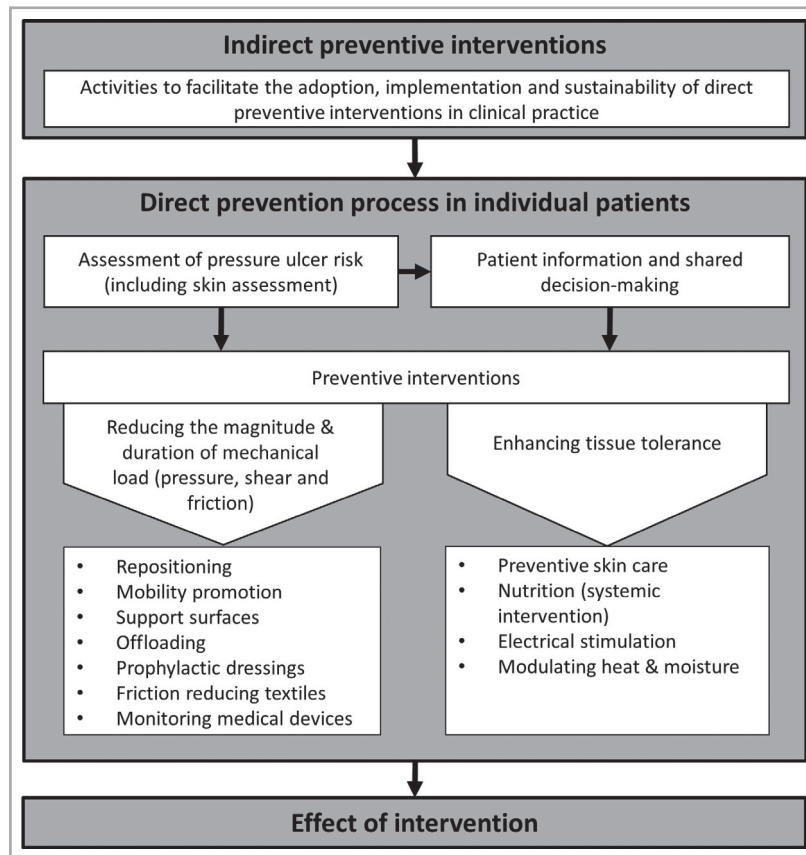 Indirect preventive interventions
Activities to facilitate the adoption, implementation and sustainability of direct
preventive interventions in clinical practice
Direct prevention process in individual patients
Assessment of pressure ulcer risk
(including skin assessment)
Patient information and shared
decision-making
Preventive interventions
Reducing the magnitude &
duration of mechanical
load (pressure, shear and
friction)
Enhancing tissue tolerance
• Repositioning
• Mobility promotion
• Support surfaces
• Offloading
• Prophylactic dressings
• Friction reducing textiles
• Monitoring medical devices
• Preventive skin care
• Nutrition (systemic
intervention)
• Electrical stimulation
• Modulating heat & moisture
Effect of intervention